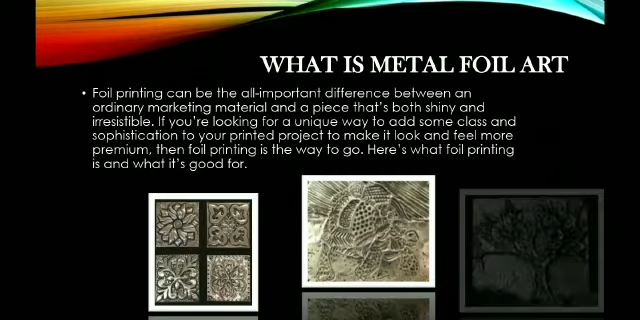 WHAT IS METAL FOIL ART
• Foil printing can be the all-important difference between an
ordinary marketing material and a piece that's both shiny and
irresistible. If you're looking for a unique way to add some class and
sophistication to your printed project to make it look and feel more
premium, then foil printing is the way to go. Here's what foil printing
is and what it's good for.